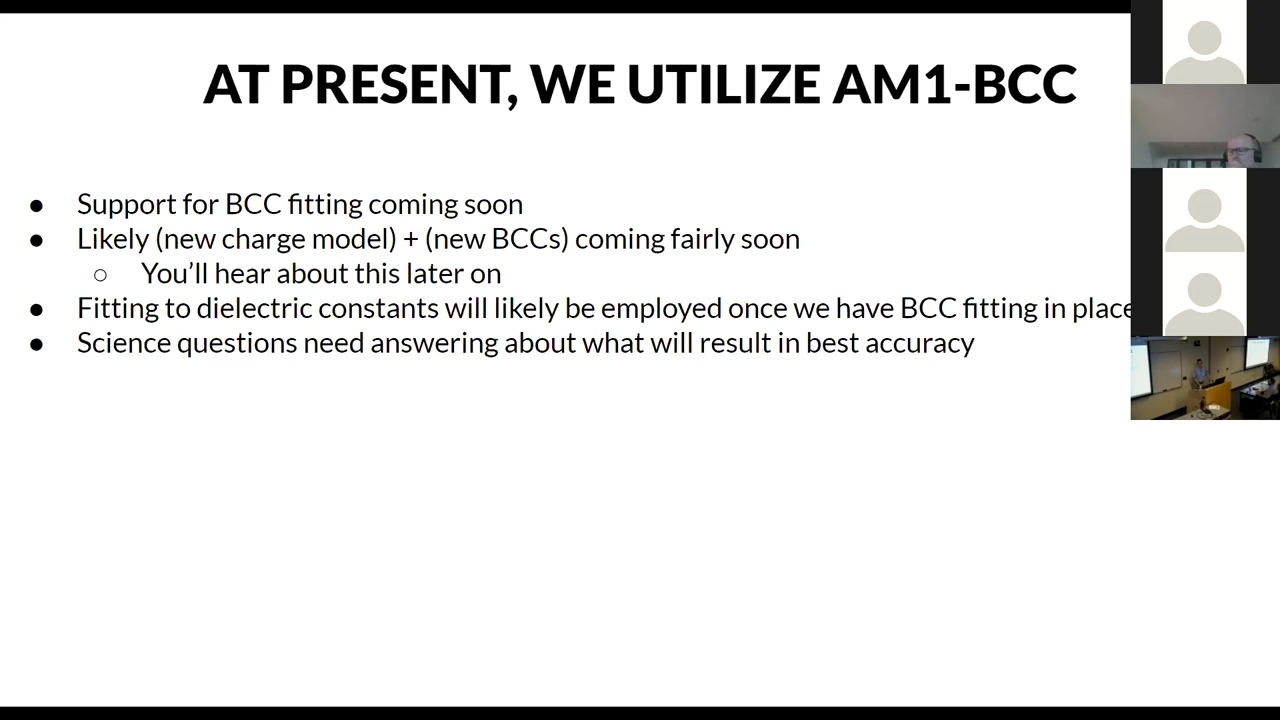 AT PRESENT, WE UTILIZE AM1-BCC
● Support for BCC fitting coming soon
● Likely (new charge model) + (new BCCs) coming fairly soon
○ You’ll hear about this later on
● Fitting to dielectric constants will likely be employed once we have BCC fitting in place
● Science questions need answering about what will result in best accuracy